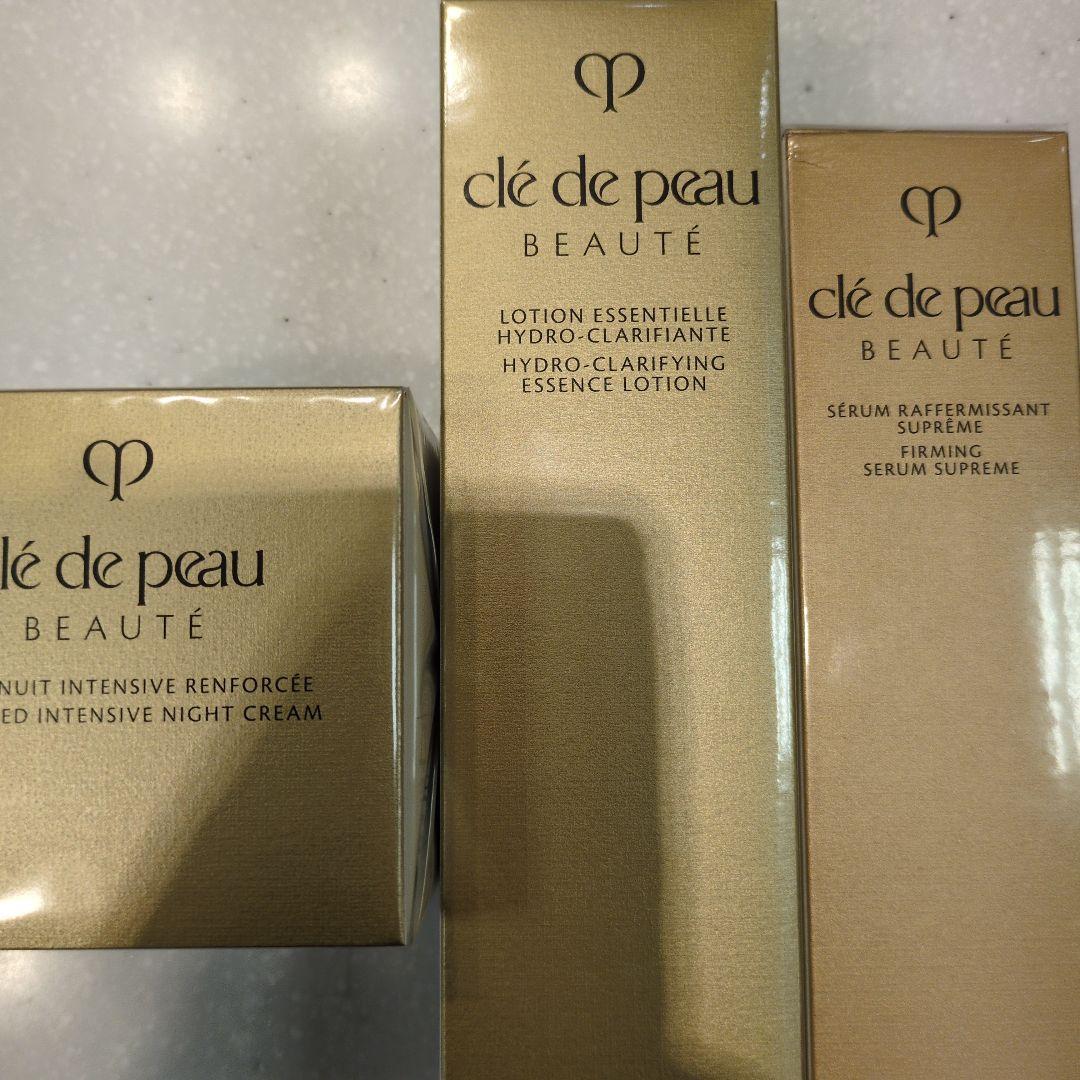 clé de peau
BEAUTÉ
LOTION ESSENTIELLE
HYDRO-CLARIFIANTE
HYDRO-CLARIFYING
ESSENCE LOTION
clé de peau
BEAUTÉ
SÉRUM RAFFERMISSANT
SUPRÊME
FIRMING
SERUM SUPREME
lé de peau
BEAUTÉ
NUIT INTENSIVE RENFORCÉE
ED INTENSIVE NIGHT CREAM